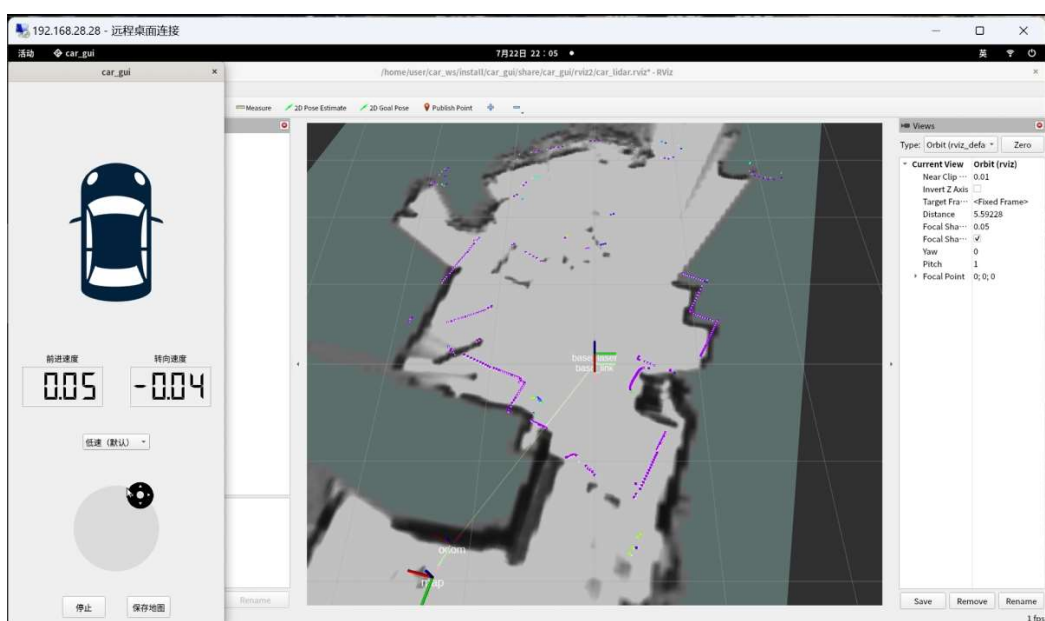 192.168.28.28 - 远程桌面连接
活动 car_gui 7月22日 22：05 英
car_gui
/home/user/car_ws/install/car_gui/share/car_gui/rviz2/car_lidar.rviz* - RViz
Measure 2D Pose Estimate 2D Goal Pose Publish Point
Views
Type: Orbit (rviz_defa Zero
Current View Orbit (rviz)
Near Clip ··· 0.01
Invert Z Axis
Target Fra··· <Fixed Frame>
Distance 5.59228
Focal Sha··· 0.05
Focal Sha···
Yaw 0
Pitch 1
Focal Point 0; 0; 0
前进速度 转向速度
0.05 -0.04
低速（默认）
停止 保存地图
base_link
odom
map
Rename
Save Remove Rename
1 fps